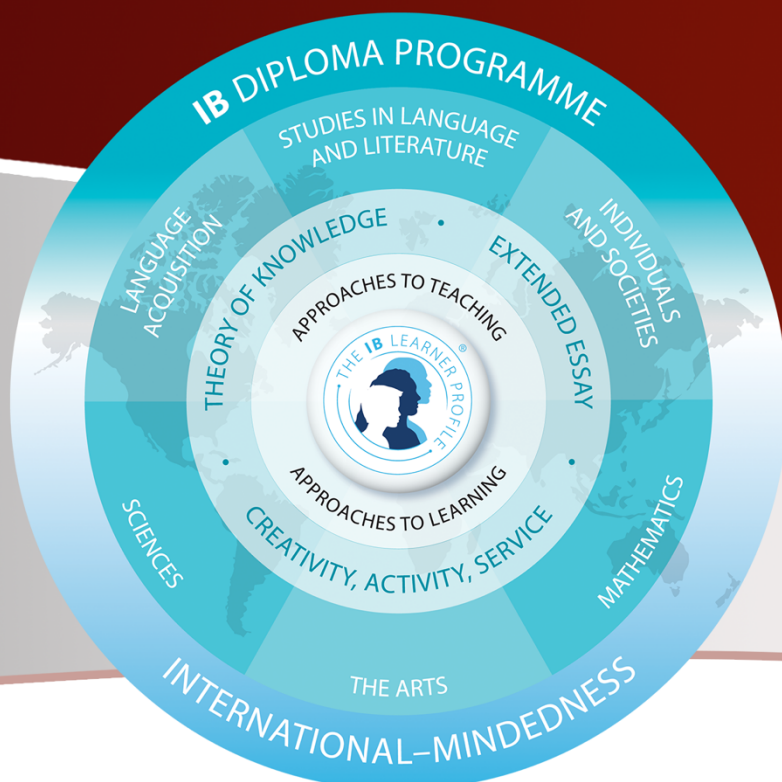 IB DIPLOMA PROGRAMME
STUDIES IN LANGUAGE
AND LITERATURE
LANGUAGE
ACQUISITION
INDIVIDUALS
AND SOCIETIES
THEORY OF KNOWLEDGE
•
EXTENDED ESSAY
APPROACHES TO TEACHING
• THE IB LEARNER PROFILE • ®
APPROACHES TO LEARNING
•
•
CREATIVITY, ACTIVITY, SERVICE
SCIENCES
MATHEMATICS
THE ARTS
INTERNATIONAL–MINDEDNESS